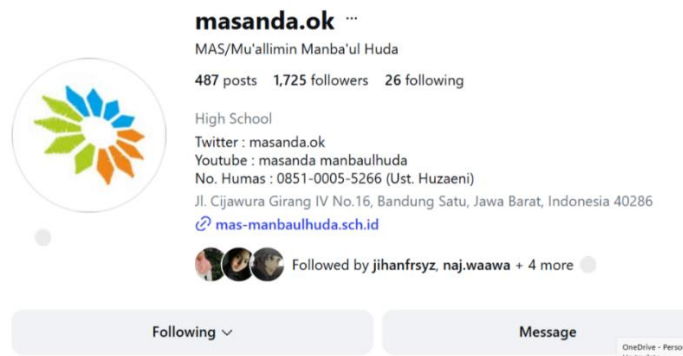 masanda.ok ...
MAS/Mu'allimin Manba'ul Huda
487 posts 1,725 followers 26 following
High School
Twitter : masanda.ok
Youtube : masanda manbaulhuda
No. Humas : 0851-0005-5266 (Ust. Huzaeni)
Jl. Cijawura Girang IV No.16, Bandung Satu, Jawa Barat, Indonesia 40286
mas-manbaulhuda.sch.id
Followed by jihanfrsyz, naj.waawa + 4 more
Following Message
OneDrive - Perso